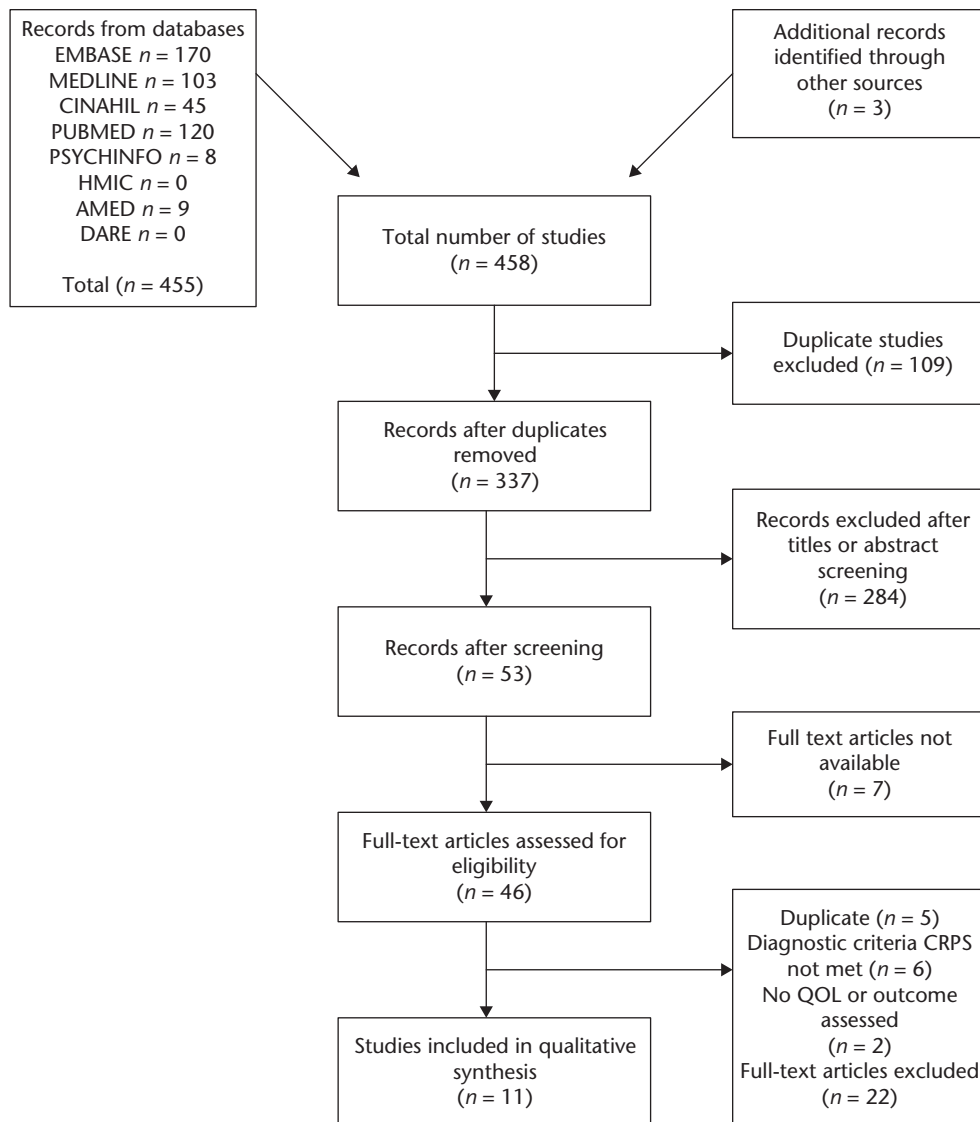 Records from databases
EMBASE n = 170
MEDLINE n = 103
CINAHIL n = 45
PUBMED n = 120
PSYCHINFO n = 8
HMIC n = 0
AMED n = 9
DARE n = 0
Total (n = 455)
Additional records
identified through
other sources
(n = 3)
Total number of studies
(n = 458)
Duplicate studies
excluded (n = 109)
Records after duplicates
removed
(n = 337)
Records excluded after
titles or abstract
screening
(n = 284)
Records after screening
(n = 53)
Full text articles not
available
(n = 7)
Full-text articles assessed for
eligibility
(n = 46)
Duplicate (n = 5)
Diagnostic criteria CRPS
not met (n = 6)
No QOL or outcome
assessed
(n = 2)
Full-text articles excluded
(n = 22)
Studies included in qualitative
synthesis
(n = 11)